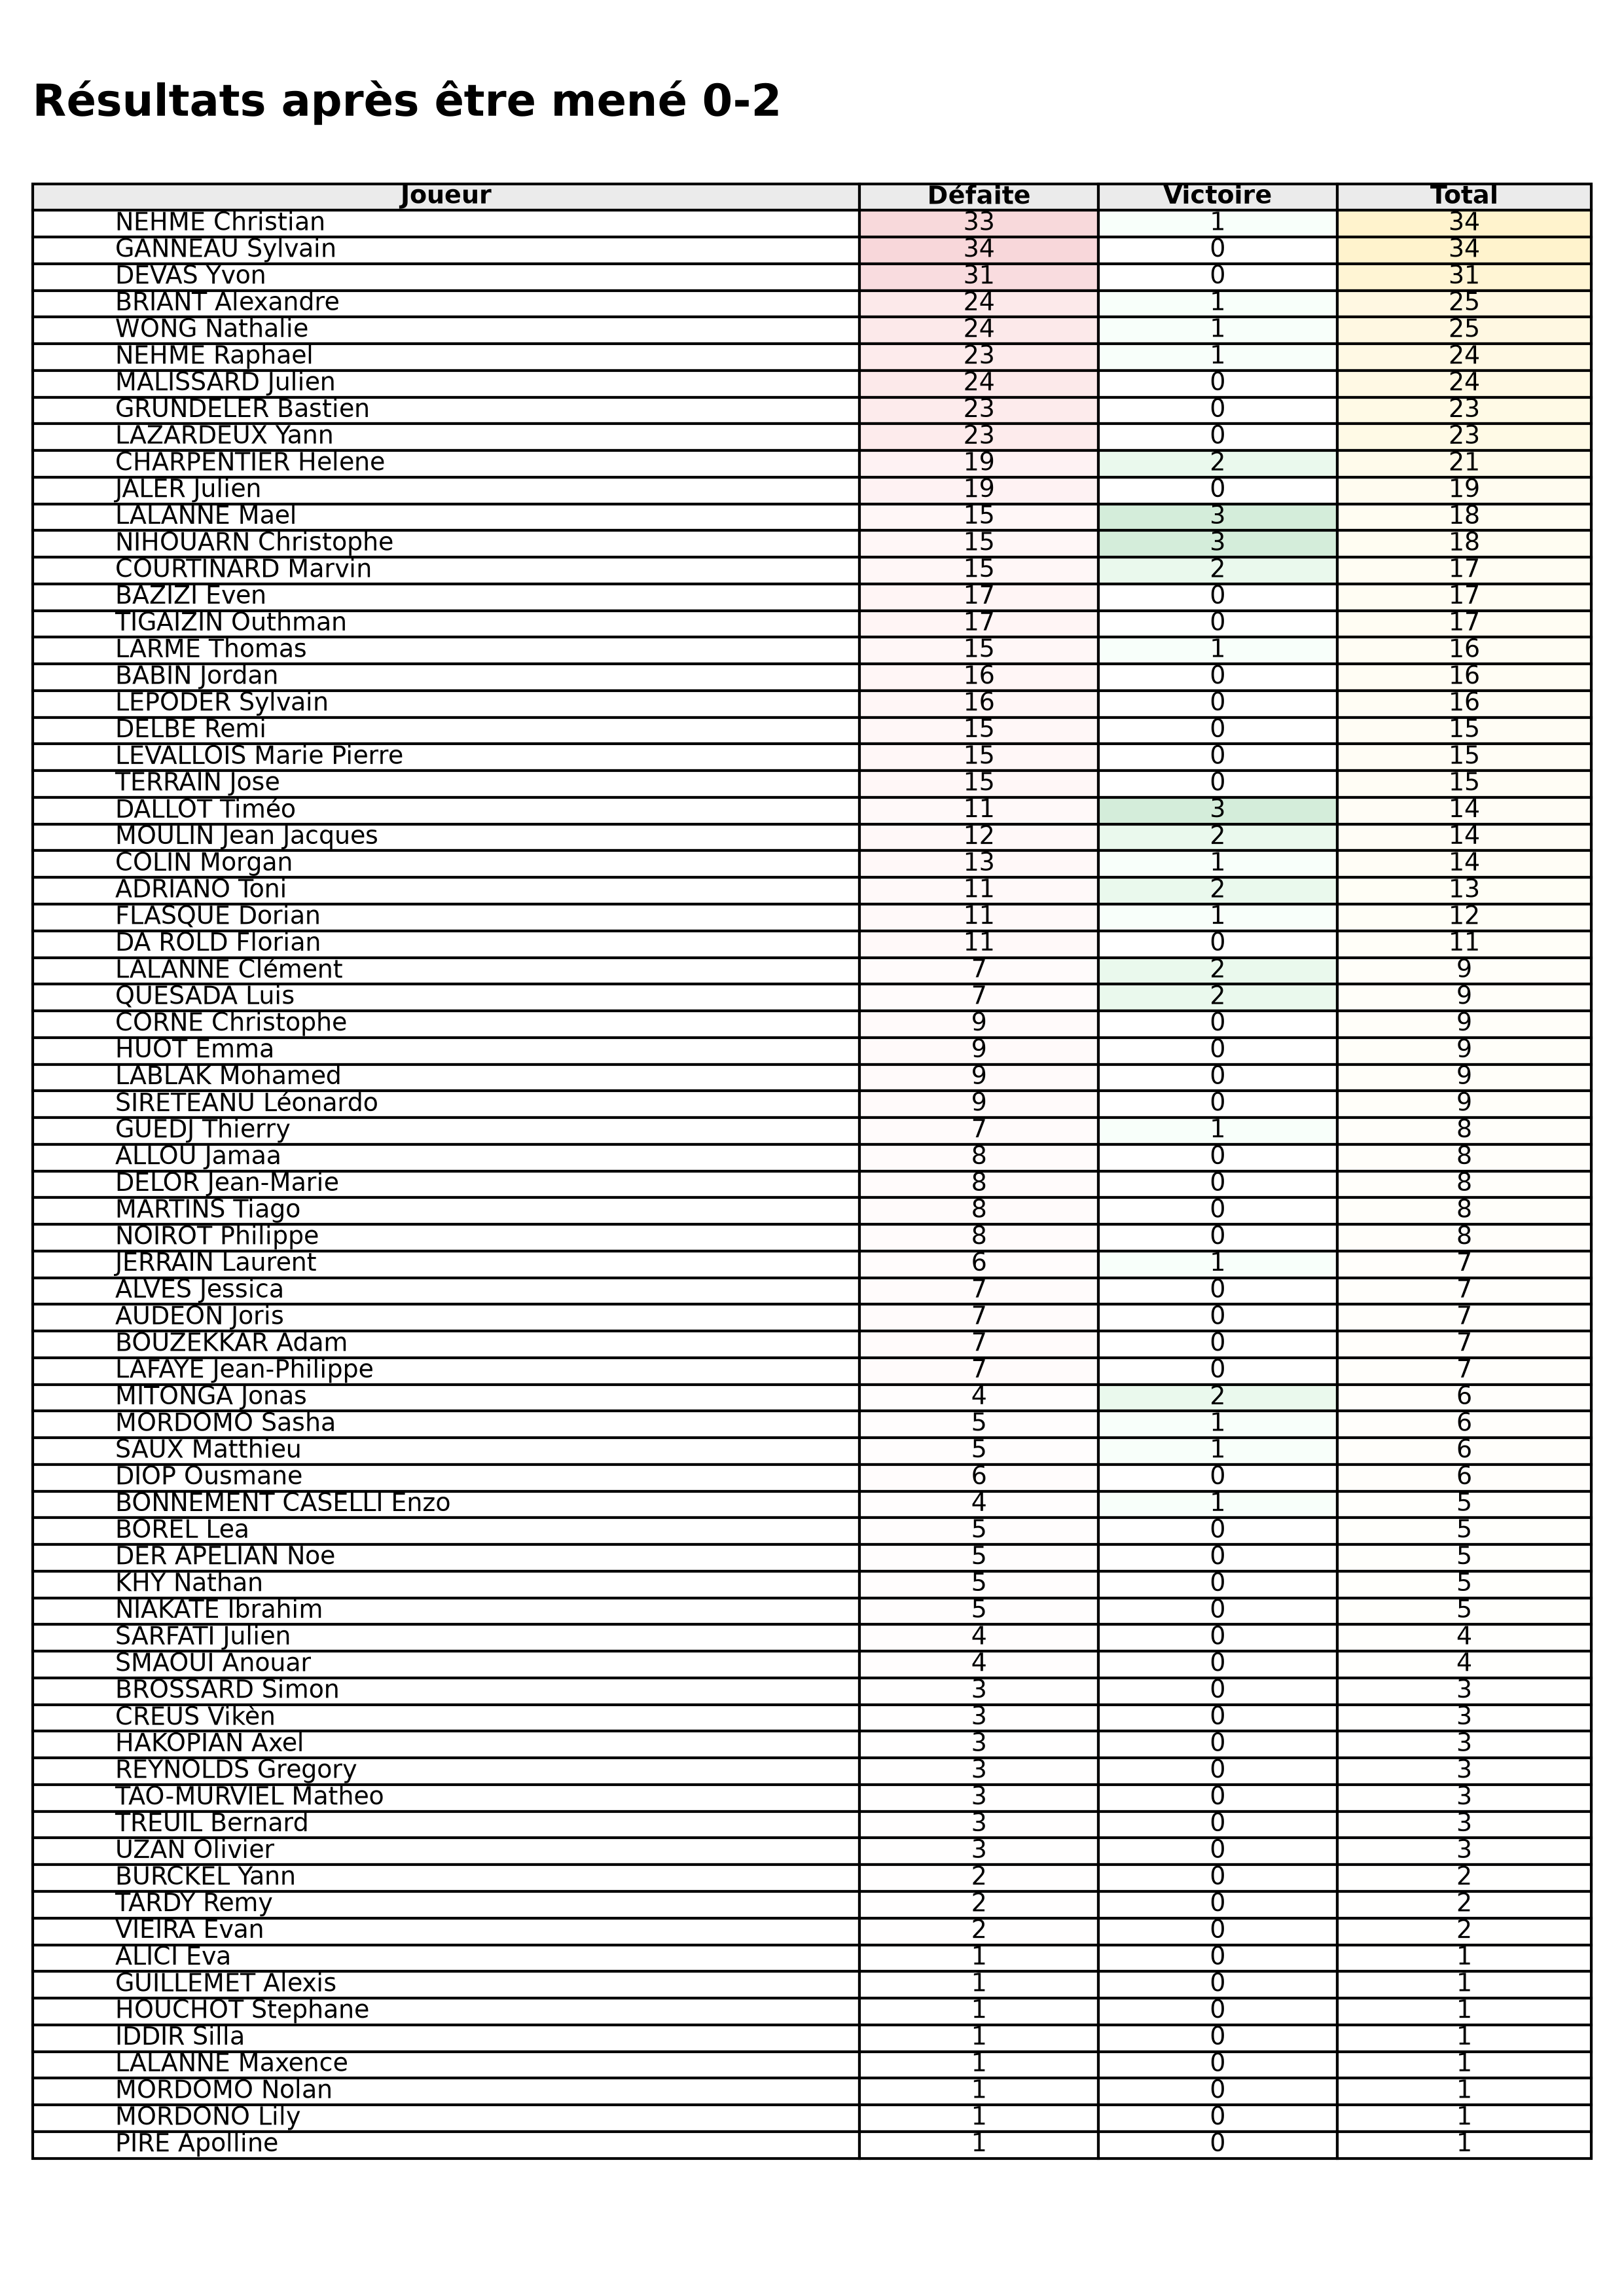 Résultats après être mené 0-2
Joueur Défaite Victoire Total
NEHME Christian 33 1 34
GANNEAU Sylvain 34 0 34
DEVAS Yvon 31 0 31
BRIANT Alexandre 24 1 25
WONG Nathalie 24 1 25
NEHME Raphael 23 1 24
MALISSARD Julien 24 0 24
GRUNDELER Bastien 23 0 23
LAZARDEUX Yann 23 0 23
CHARPENTIER Helene 19 2 21
JALER Julien 19 0 19
LALANNE Mael 15 3 18
NIHOUARN Christophe 15 3 18
COURTINARD Marvin 15 2 17
BAZIZI Even 17 0 17
TIGAIZIN Outhman 17 0 17
LARME Thomas 15 1 16
BABIN Jordan 16 0 16
LEPODER Sylvain 16 0 16
DELBE Remi 15 0 15
LEVALLOIS Marie Pierre 15 0 15
TERRAIN Jose 15 0 15
DALLOT Timéo 11 3 14
MOULIN Jean Jacques 12 2 14
COLIN Morgan 13 1 14
ADRIANO Toni 11 2 13
FLASQUE Dorian 11 1 12
DA ROLD Florian 11 0 11
LALANNE Clément 7 2 9
QUESADA Luis 7 2 9
CORNE Christophe 9 0 9
HUOT Emma 9 0 9
LABLAK Mohamed 9 0 9
SIRETEANU Léonardo 9 0 9
GUEDJ Thierry 7 1 8
ALLOU Jamaa 8 0 8
DELOR Jean-Marie 8 0 8
MARTINS Tiago 8 0 8
NOIROT Philippe 8 0 8
JERRAIN Laurent 6 1 7
ALVES Jessica 7 0 7
AUDEON Joris 7 0 7
BOUZEKKAR Adam 7 0 7
LAFAYE Jean-Philippe 7 0 7
MITONGA Jonas 4 2 6
MORDOMO Sasha 5 1 6
SAUX Matthieu 5 1 6
DIOP Ousmane 6 0 6
BONNEMENT CASELLI Enzo 4 1 5
BOREL Lea 5 0 5
DER APELIAN Noe 5 0 5
KHY Nathan 5 0 5
NIAKATE Ibrahim 5 0 5
SARFATI Julien 4 0 4
SMAOUI Anouar 4 0 4
BROSSARD Simon 3 0 3
CREUS Vikèn 3 0 3
HAKOPIAN Axel 3 0 3
REYNOLDS Gregory 3 0 3
TAO-MURVIEL Matheo 3 0 3
TREUIL Bernard 3 0 3
UZAN Olivier 3 0 3
BURCKEL Yann 2 0 2
TARDY Remy 2 0 2
VIEIRA Evan 2 0 2
ALICI Eva 1 0 1
GUILLEMET Alexis 1 0 1
HOUCHOT Stephane 1 0 1
IDDIR Silla 1 0 1
LALANNE Maxence 1 0 1
MORDOMO Nolan 1 0 1
MORDONO Lily 1 0 1
PIRE Apolline 1 0 1